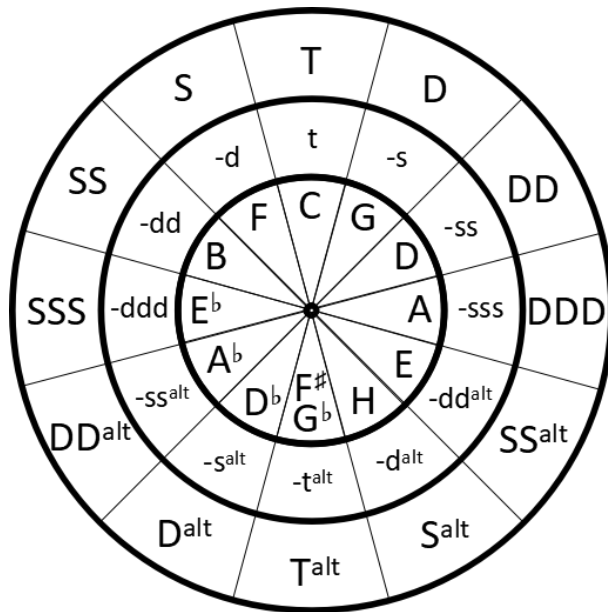 T
D
DD
DDD
SSᵃˡᵗ
Sᵃˡᵗ
Tᵃˡᵗ
Dᵃˡᵗ
DDᵃˡᵗ
SSS
SS
S
t
-s
-ss
-sss
-ddᵃˡᵗ
-dᵃˡᵗ
-tᵃˡᵗ
-sᵃˡᵗ
-ssᵃˡᵗ
-ddd
-dd
-d
C
G
D
A
E
H
F♯
G♭
D♭
A♭
E♭
B
F